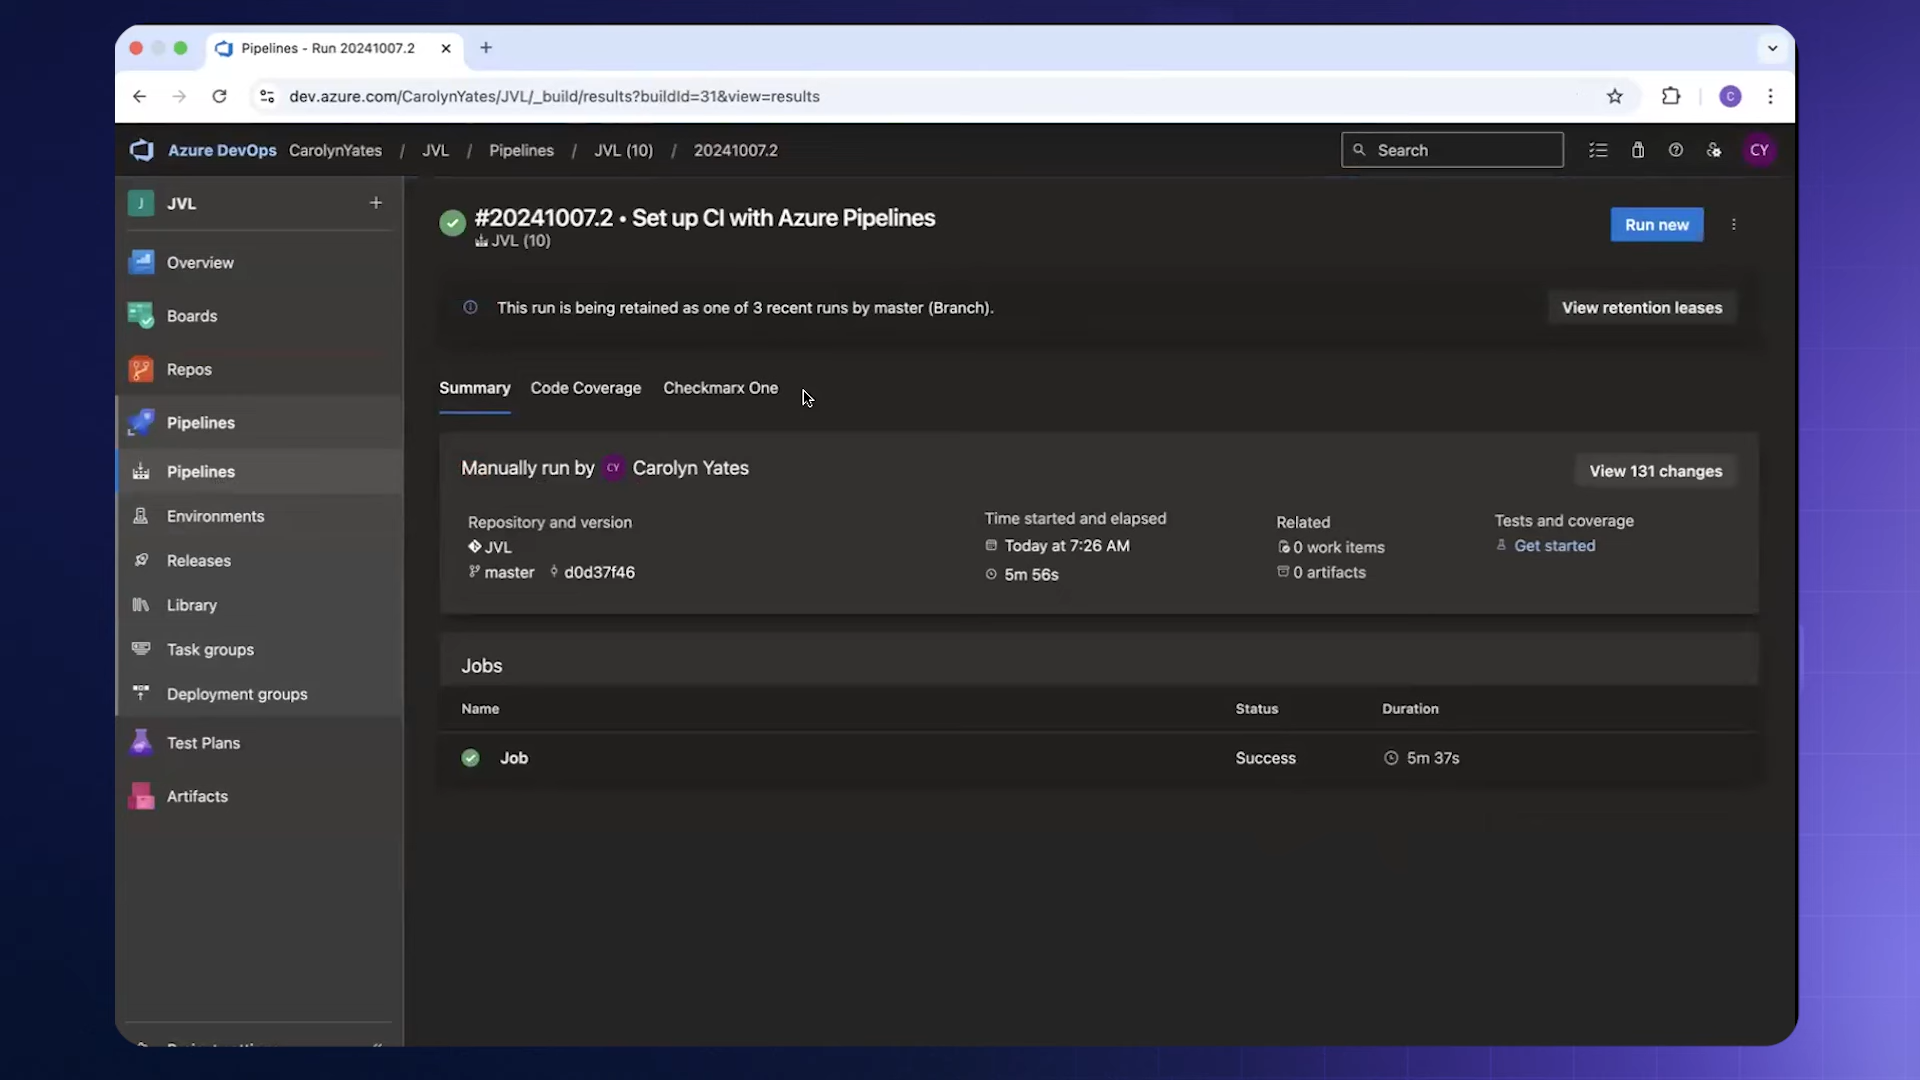 Pipelines - Run 20241007.2
dev.azure.com/CarolynYates/JVL/_build/results?buildId=31&view=results
C
Azure DevOps CarolynYates / JVL / Pipelines / JVL (10) / 20241007.2
Search
CY
J JVL
Overview
Boards
Repos
Pipelines
Pipelines
Environments
Releases
Library
Task groups
Deployment groups
Test Plans
Artifacts
#20241007.2 • Set up CI with Azure Pipelines
JVL (10)
Run new
This run is being retained as one of 3 recent runs by master (Branch).
View retention leases
Summary Code Coverage Checkmarx One
Manually run by CY Carolyn Yates
View 131 changes
Repository and version
JVL
master d0d37f46
Time started and elapsed
Today at 7:26 AM
5m 56s
Related
0 work items
0 artifacts
Tests and coverage
Get started
Jobs
Name Status Duration
Job Success 5m 37s